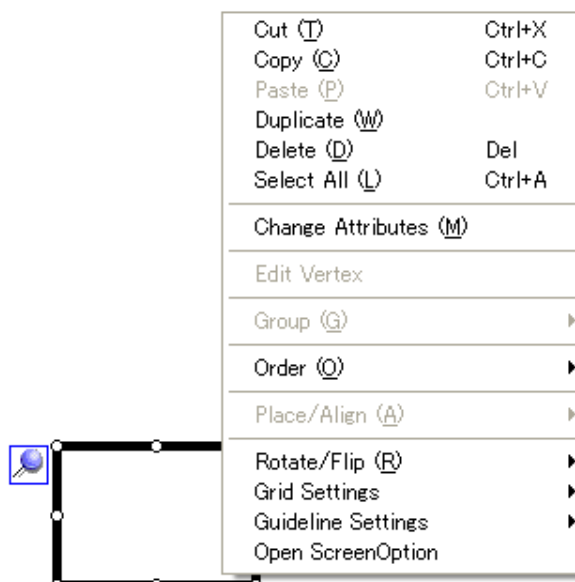 Cut (T) Ctrl+X
Copy (C) Ctrl+C
Paste (P) Ctrl+V
Duplicate (W)
Delete (D) Del
Select All (L) Ctrl+A
Change Attributes (M)
Edit Vertex
Group (G)
Order (O)
Place/Align (A)
Rotate/Flip (R)
Grid Settings
Guideline Settings
Open ScreenOption